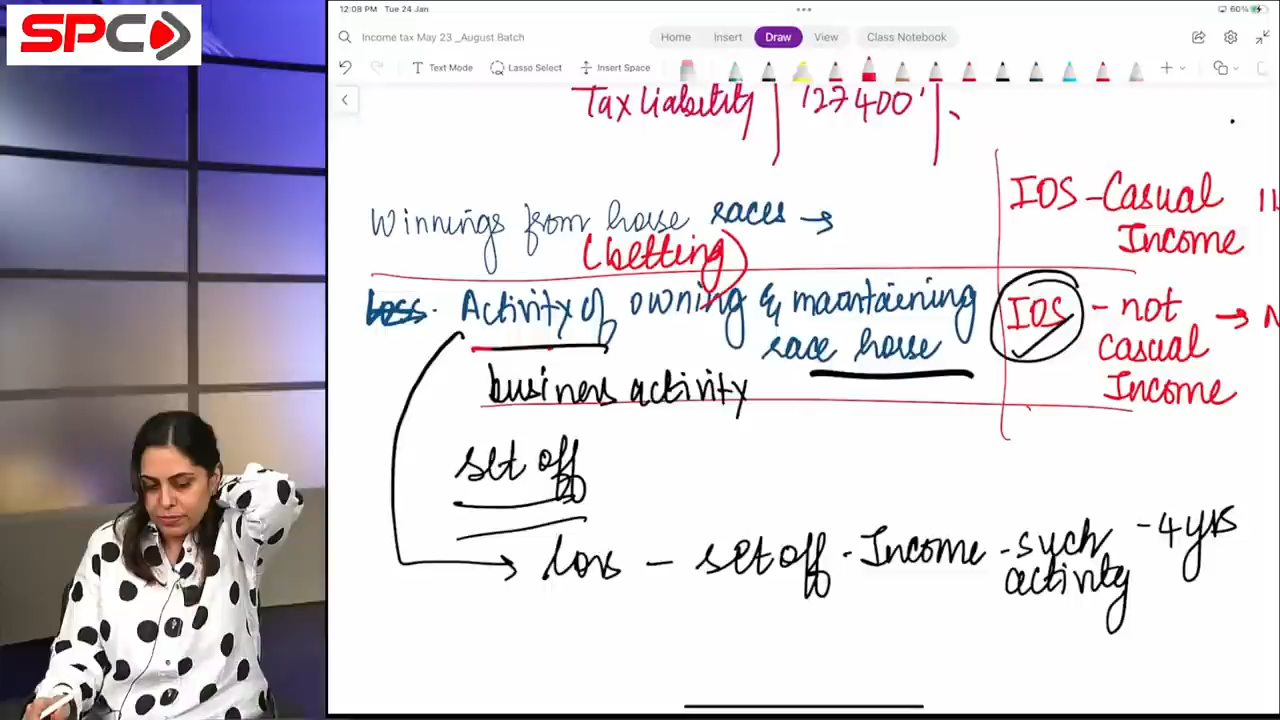 SPC
12:08 PM Tue 24 Jan
60%
Income tax May 23 _August Batch
Home Insert Draw View Class Notebook
Text Mode Lasso Select Insert Space
Tax liability 127400/.
Winnings from horse races →
(betting)
IOS - Casual
Income
Loss. Activity of owning & maintaining
race horse
IOS - not
casual
Income
business activity
set off
loss - set off. Income - such
activity
- 4 yrs